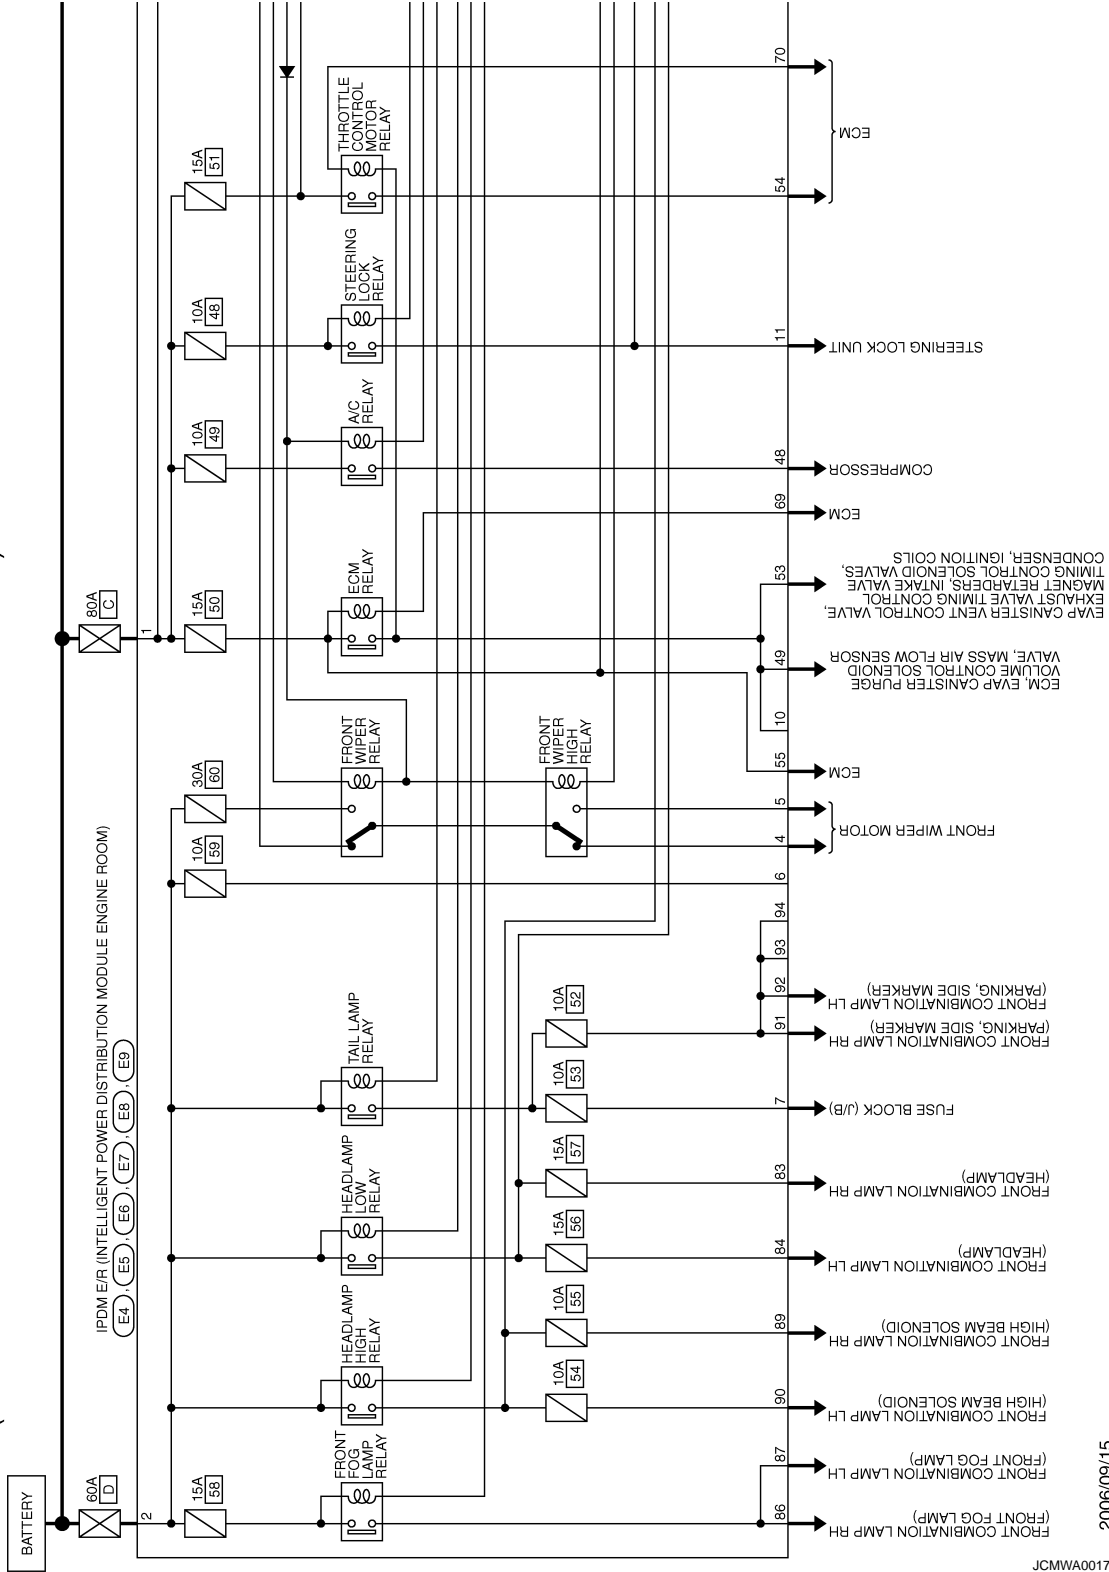 BATTERY
60A
D
2
80A
C
1
IPDM E/R (INTELLIGENT POWER DISTRIBUTION MODULE ENGINE ROOM)
E4 , E5 , E6 , E7 , E8 , E9
15A
58
10A
59
30A
60
15A
50
10A
49
10A
48
15A
51
FRONT
FOG
LAMP
RELAY
HEADLAMP
HIGH
RELAY
HEADLAMP
LOW
RELAY
TAIL LAMP
RELAY
FRONT
WIPER
RELAY
FRONT
WIPER
HIGH
RELAY
ECM
RELAY
A/C
RELAY
STEERING
LOCK
RELAY
THROTTLE
CONTROL
MOTOR
RELAY
10A
54
10A
55
15A
56
15A
57
10A
53
10A
52
86
FRONT COMBINATION LAMP RH
(FRONT FOG LAMP)
87
FRONT COMBINATION LAMP LH
(FRONT FOG LAMP)
90
FRONT COMBINATION LAMP LH
(HIGH BEAM SOLENOID)
89
FRONT COMBINATION LAMP RH
(HIGH BEAM SOLENOID)
84
FRONT COMBINATION LAMP LH
(HEADLAMP)
83
FRONT COMBINATION LAMP RH
(HEADLAMP)
7
FUSE BLOCK (J/B)
91
FRONT COMBINATION LAMP RH
(PARKING, SIDE MARKER)
92
FRONT COMBINATION LAMP LH
(PARKING, SIDE MARKER)
93
94
6
4
5
FRONT WIPER MOTOR
55
ECM
10
49
ECM, EVAP CANISTER PURGE
VOLUME CONTROL SOLENOID
VALVE, MASS AIR FLOW SENSOR
53
EVAP CANISTER VENT CONTROL VALVE,
EXHAUST VALVE TIMING CONTROL
MAGNET RETARDERS, INTAKE VALVE
TIMING CONTROL SOLENOID VALVES,
CONDENSER, IGNITION COILS
69
ECM
48
COMPRESSOR
11
STEERING LOCK UNIT
54
70
ECM
2006/09/15
JCMWA0017